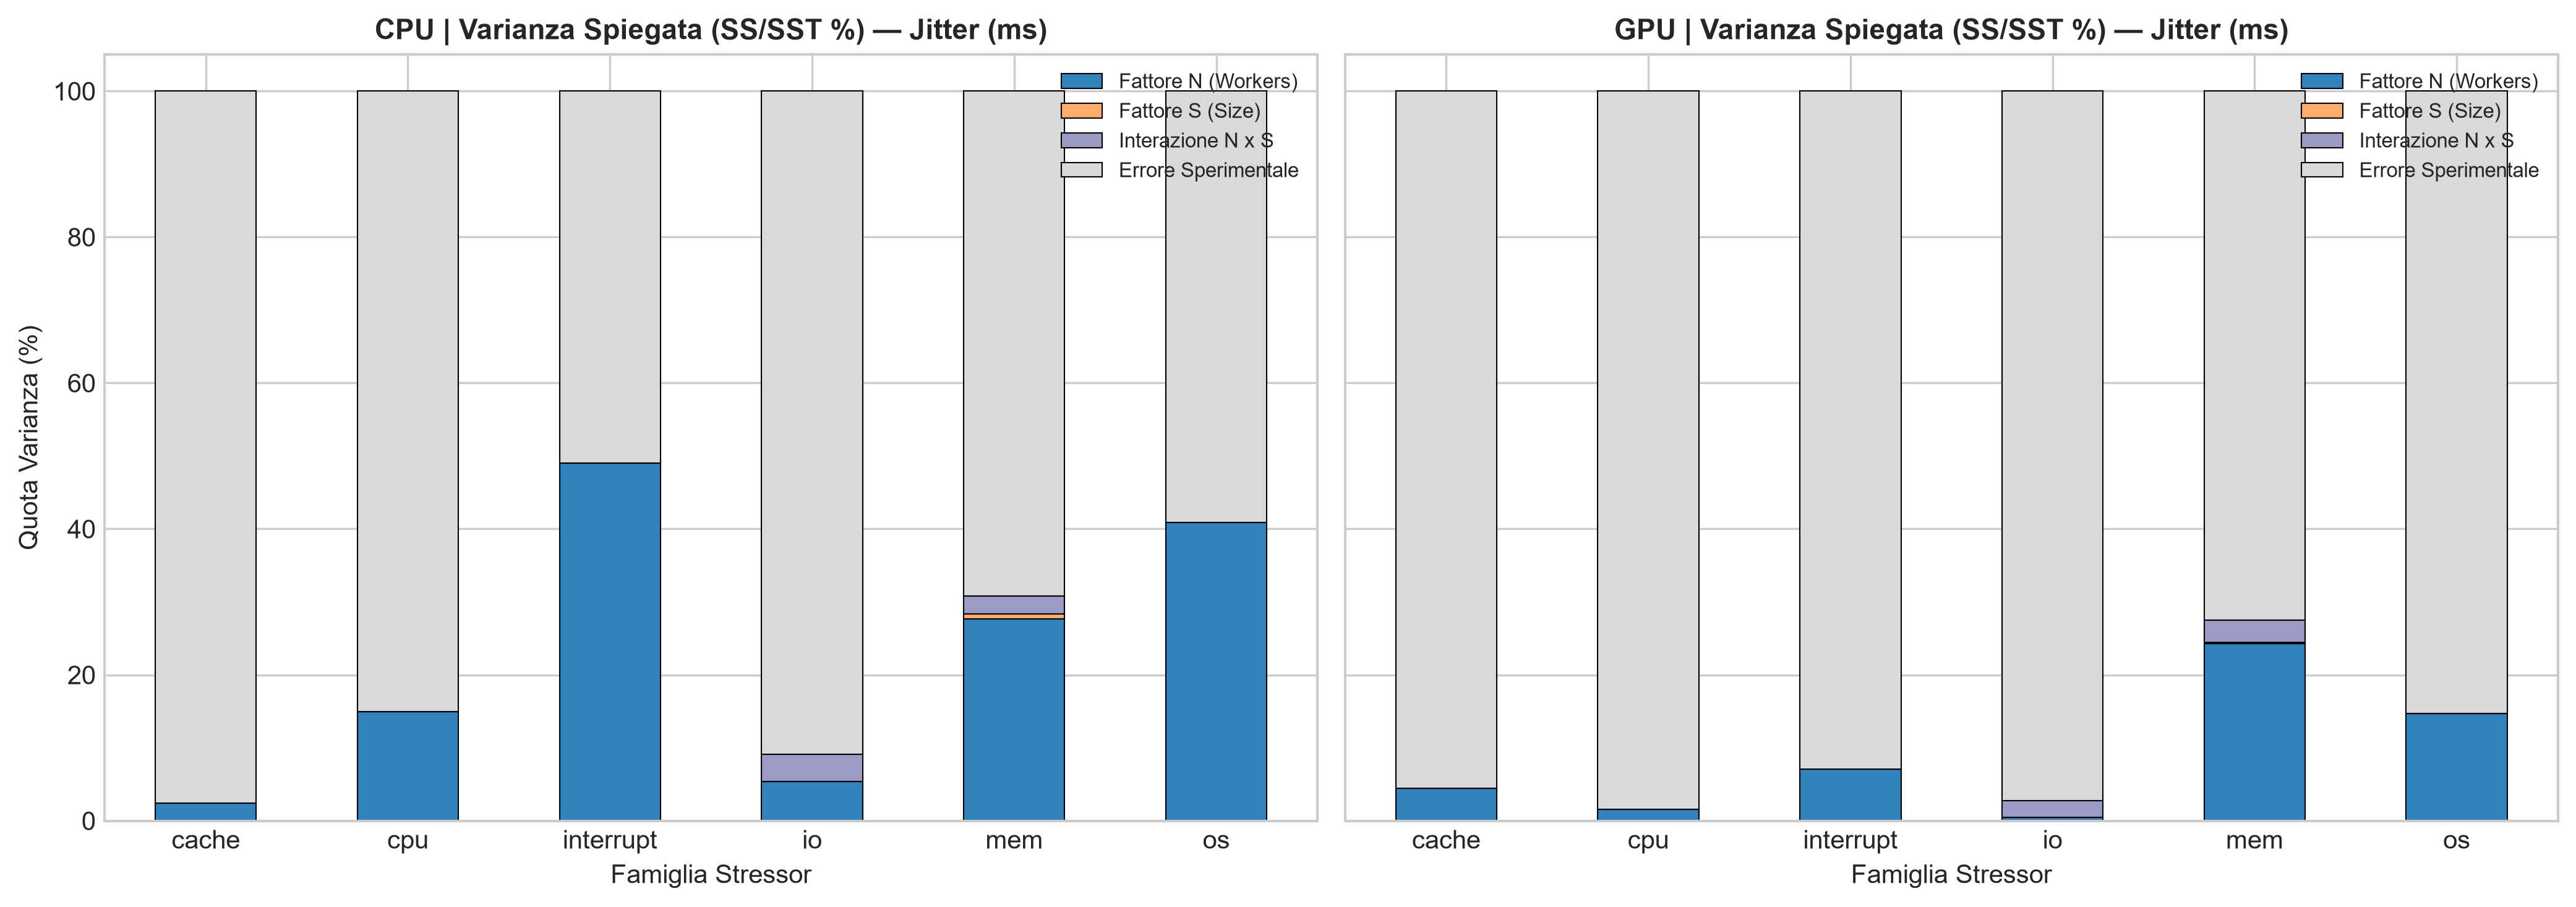 CPU | Varianza Spiegata (SS/SST %) — Jitter (ms)
Quota Varianza (%)
100
80
60
40
20
0
Fattore N (Workers)
Fattore S (Size)
Interazione N x S
Errore Sperimentale
cache cpu interrupt io mem os
Famiglia Stressor
GPU | Varianza Spiegata (SS/SST %) — Jitter (ms)
Fattore N (Workers)
Fattore S (Size)
Interazione N x S
Errore Sperimentale
cache cpu interrupt io mem os
Famiglia Stressor